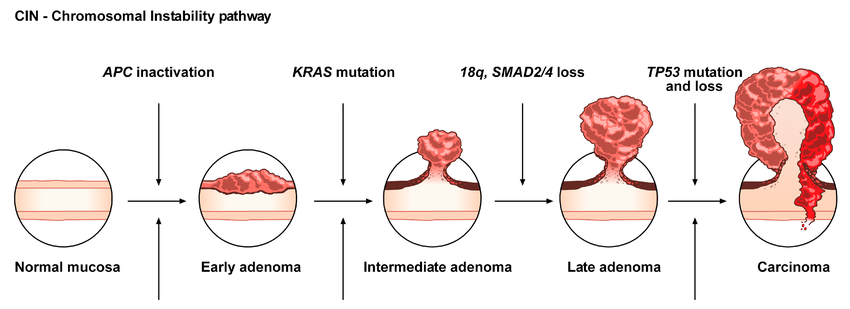 CIN - Chromosomal Instability pathway
APC inactivation
KRAS mutation
18q, SMAD2/4 loss
TP53 mutation
and loss
Normal mucosa
Early adenoma
Intermediate adenoma
Late adenoma
Carcinoma